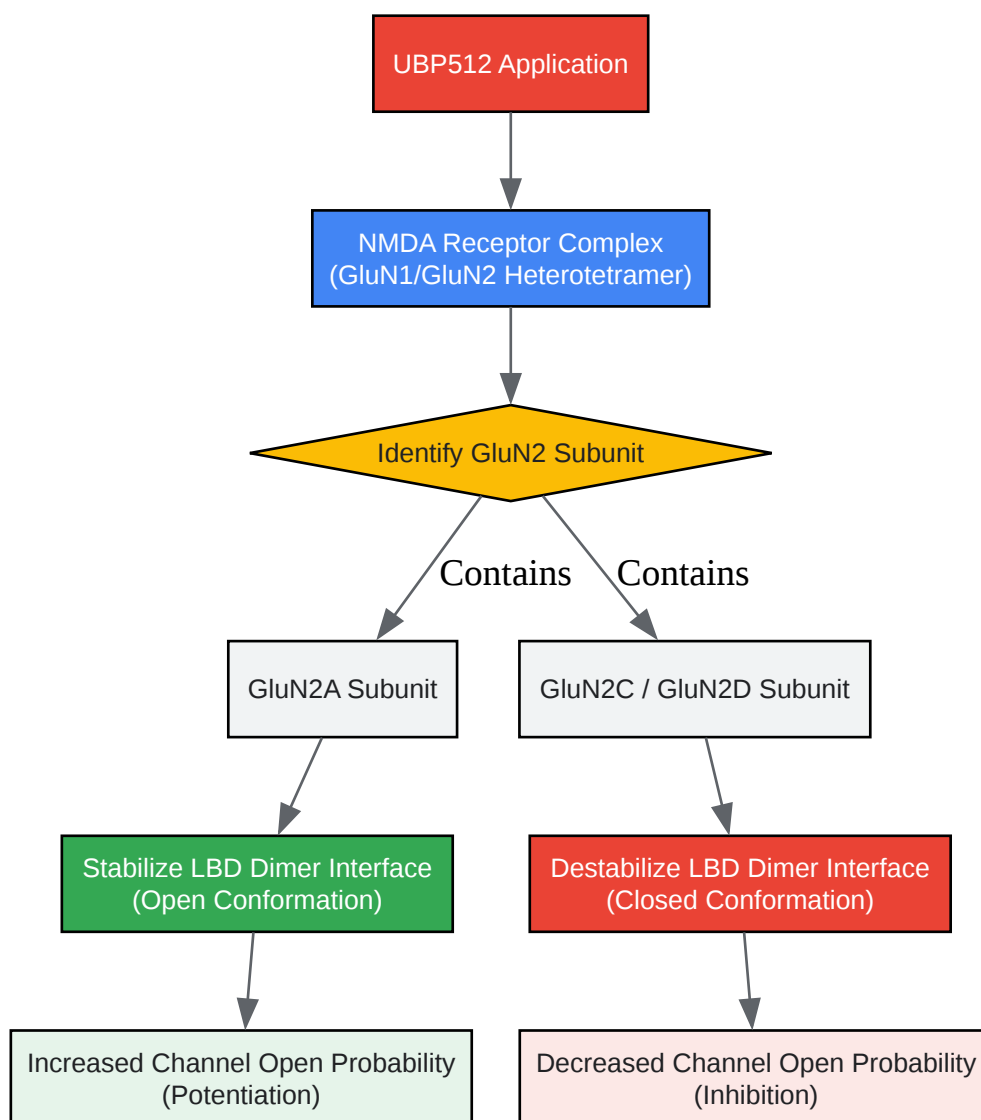 UBP512 Application
NMDA Receptor Complex
(GluN1/GluN2 Heterotetramer)
Identify GluN2 Subunit
Contains
Contains
GluN2A Subunit
GluN2C / GluN2D Subunit
Stabilize LBD Dimer Interface
(Open Conformation)
Destabilize LBD Dimer Interface
(Closed Conformation)
Increased Channel Open Probability
(Potentiation)
Decreased Channel Open Probability
(Inhibition)